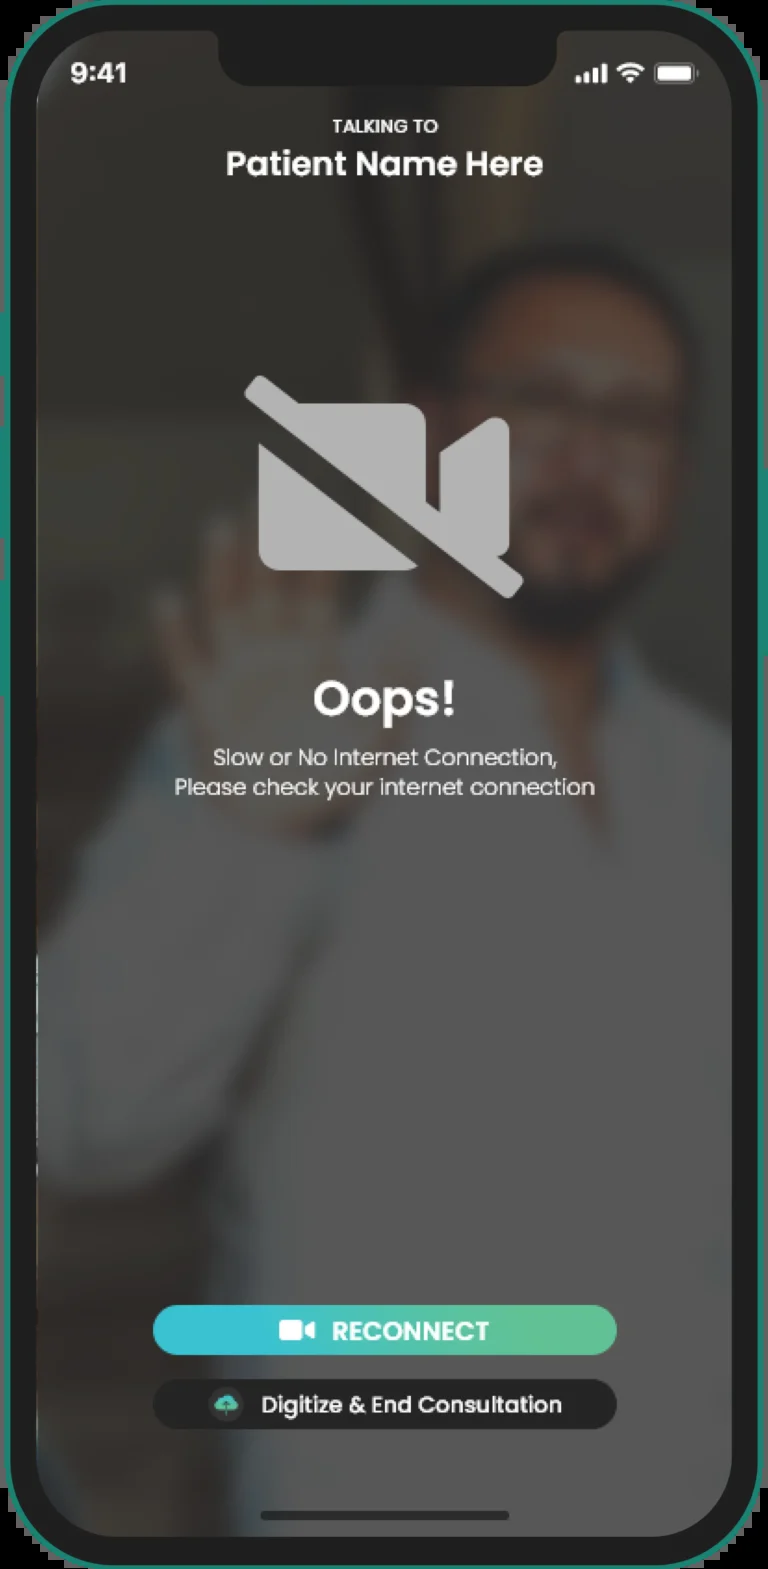 9:41
TALKING TO
Patient Name Here
Oops!
Slow or No Internet Connection,
Please check your internet connection
RECONNECT
Digitize & End Consultation